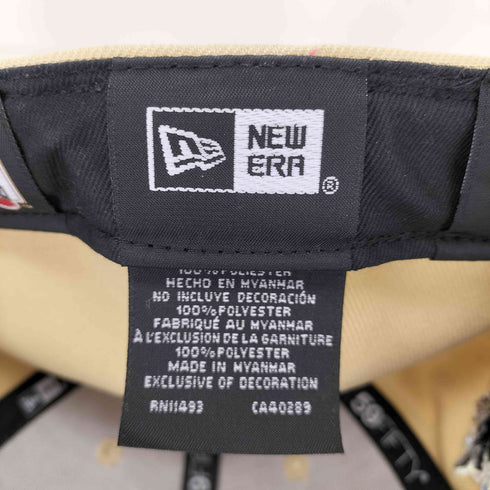 NEW
ERA
®
100% POLIESTER
HECHO EN MYANMAR
NO INCLUYE DECORACIÓN
100% POLYESTER
FABRIQUÉ AU MYANMAR
À L'EXCLUSION DE LA GARNITURE
100% POLYESTER
MADE IN MYANMAR
EXCLUSIVE OF DECORATION
RN11493 CA40289
59FIFTY